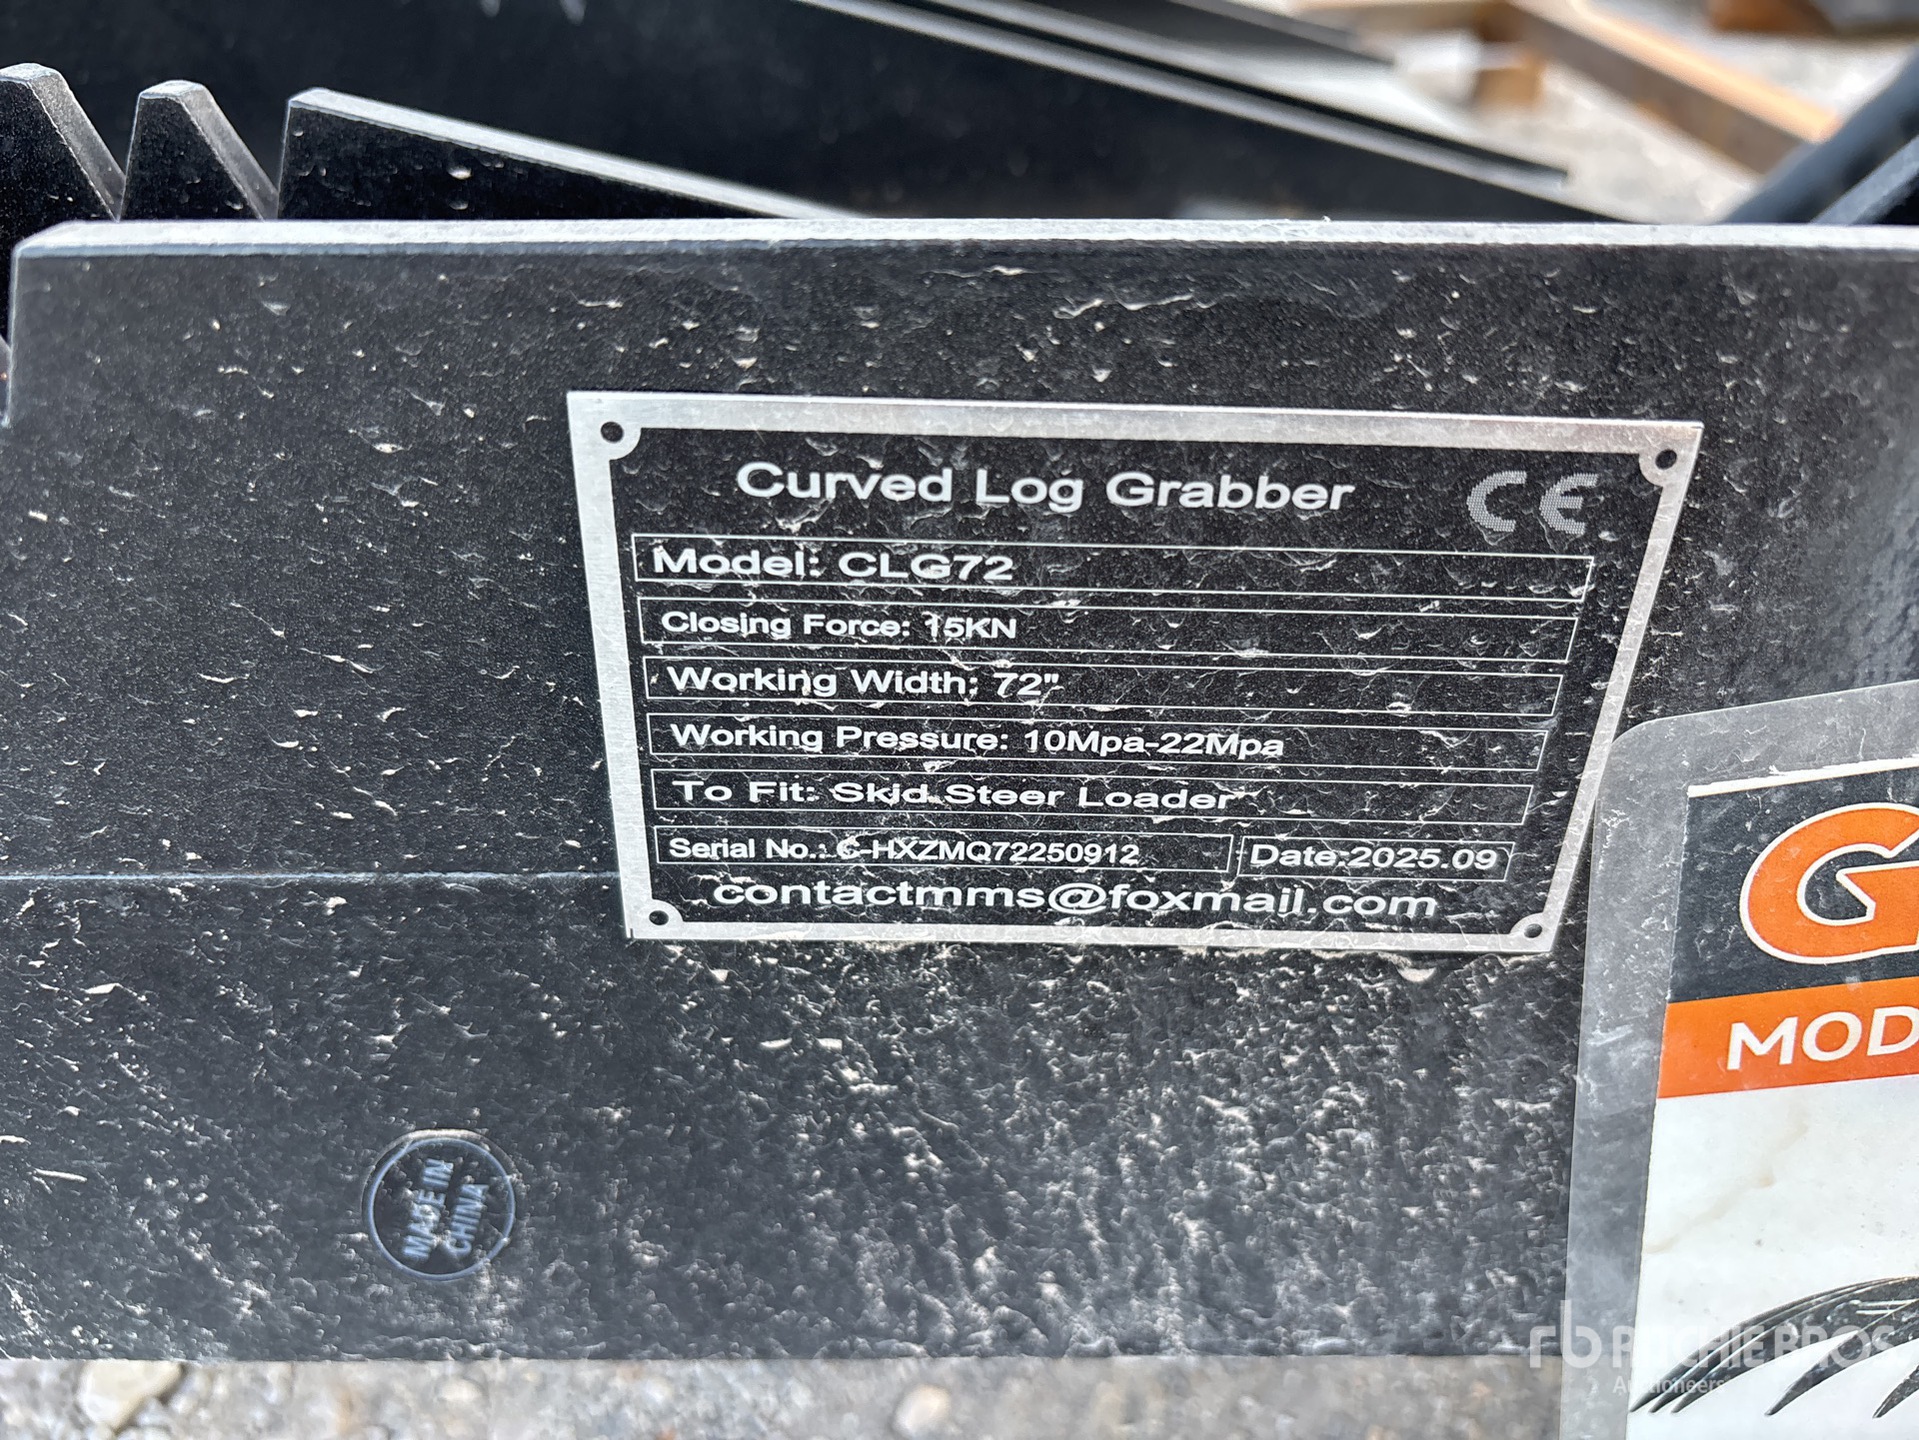 Curved Log Grabber
CE
Model: CLG72
Closing Force: 15KN
Working Width: 72"
Working Pressure: 10Mpa-22Mpa
To Fit: Skid Steer Loader
Serial No.: C-HXZMQ72250912 Date:2025.09
contactmms@foxmail.com
G
MOD
MADE IN
CHINA
rb RITCHIE BROS
Auctioneers